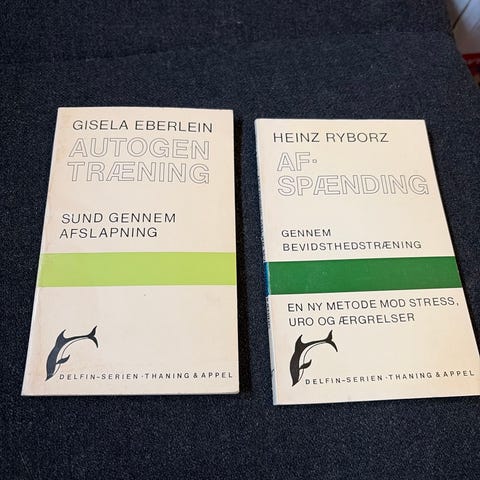 GISELA EBERLEIN
AUTOGEN
TRÆNING
SUND GENNEM
AFSLAPNING
DELFIN-SERIEN·THANING & APPEL
HEINZ RYBORZ
AF-
SPÆNDING
GENNEM
BEVIDSTHEDSTRÆNING
EN NY METODE MOD STRESS,
URO OG ÆRGRELSER
DELFIN-SERIEN·THANING & APPEL